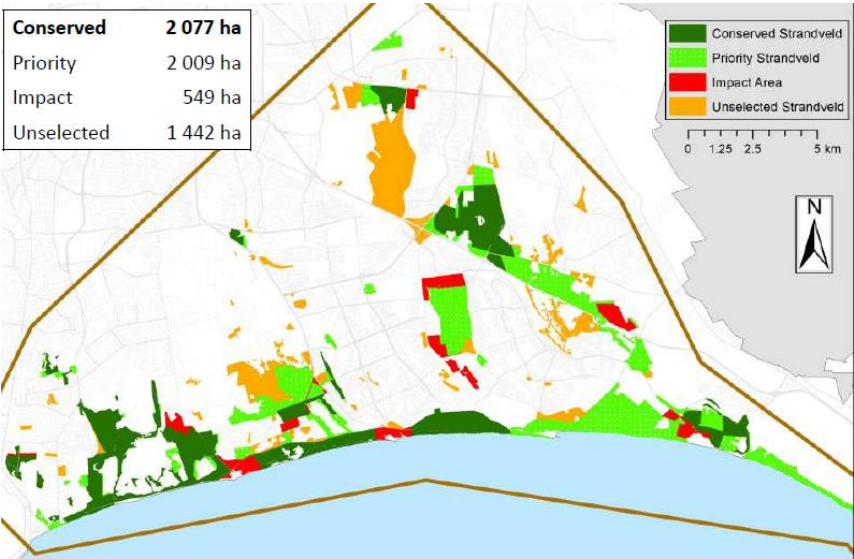 Conserved 2 077 ha
Priority 2 009 ha
Impact 549 ha
Unselected 1 442 ha
Conserved Strandveld
Priority Strandveld
Impact Area
Unselected Strandveld
0 1.25 2.5 5 km
N